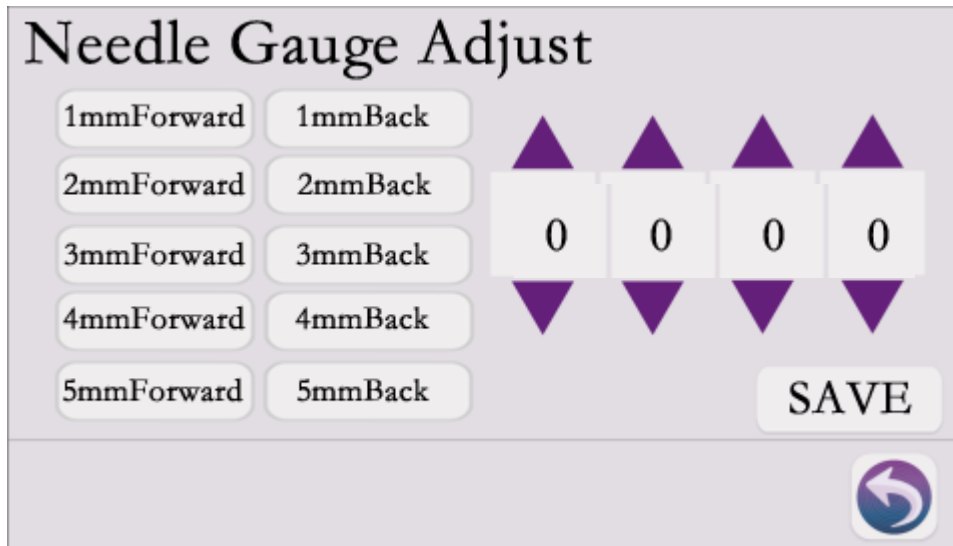 Needle Gauge Adjust
1mmForward 1mmBack
2mmForward 2mmBack
3mmForward 3mmBack
0 0 0 0
4mmForward 4mmBack
5mmForward 5mmBack
SAVE